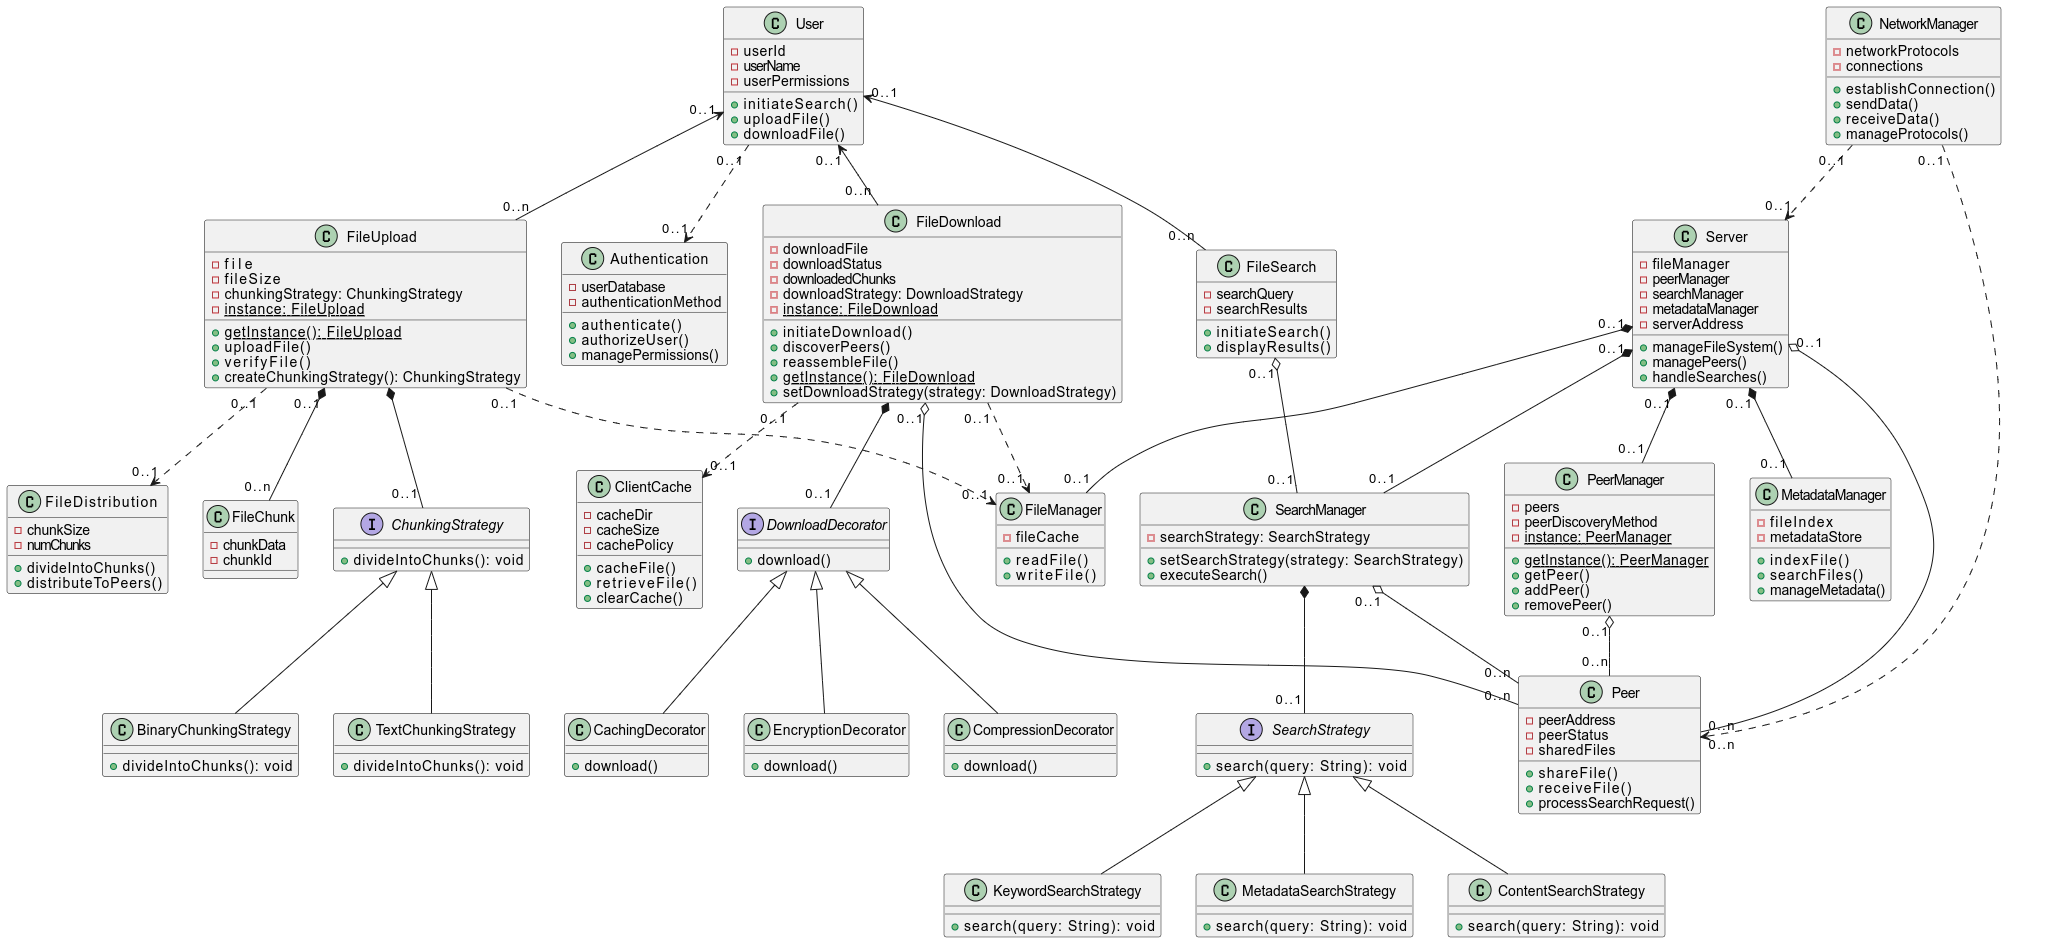 C User
userId
userName
userPermissions
initiateSearch()
uploadFile()
downloadFile()
C NetworkManager
networkProtocols
connections
establishConnection()
sendData()
receiveData()
manageProtocols()
0..1
0..1
0..1
0..1
0..1
0..1
0..n
0..n
0..n
0..1
0..1
C FileUpload
file
fileSize
chunkingStrategy: ChunkingStrategy
instance: FileUpload
getInstance(): FileUpload
uploadFile()
verifyFile()
createChunkingStrategy(): ChunkingStrategy
C Authentication
userDatabase
authenticationMethod
authenticate()
authorizeUser()
managePermissions()
C FileDownload
downloadFile
downloadStatus
downloadedChunks
downloadStrategy: DownloadStrategy
instance: FileDownload
initiateDownload()
discoverPeers()
reassembleFile()
getInstance(): FileDownload
setDownloadStrategy(strategy: DownloadStrategy)
C FileSearch
searchQuery
searchResults
initiateSearch()
displayResults()
C Server
fileManager
peerManager
searchManager
metadataManager
serverAddress
manageFileSystem()
managePeers()
handleSearches()
0..1
0..1
0..1
0..1
0..1
0..1
0..1
0..1
0..1
0..1
0..1
0..1
0..1
0..1
0..n
0..1
0..1
0..1
0..1
0..1
0..1
0..1
0..1
0..1
0..1
C FileDistribution
chunkSize
numChunks
divideIntoChunks()
distributeToPeers()
C FileChunk
chunkData
chunkId
I ChunkingStrategy
divideIntoChunks(): void
C ClientCache
cacheDir
cacheSize
cachePolicy
cacheFile()
retrieveFile()
clearCache()
I DownloadDecorator
download()
C FileManager
fileCache
readFile()
writeFile()
C SearchManager
searchStrategy: SearchStrategy
setSearchStrategy(strategy: SearchStrategy)
executeSearch()
C PeerManager
peers
peerDiscoveryMethod
instance: PeerManager
getInstance(): PeerManager
getPeer()
addPeer()
removePeer()
C MetadataManager
fileIndex
metadataStore
indexFile()
searchFiles()
manageMetadata()
0..1
0..1
0..n
0..n
0..n
0..1
0..n
0..n
C BinaryChunkingStrategy
divideIntoChunks(): void
C TextChunkingStrategy
divideIntoChunks(): void
C CachingDecorator
download()
C EncryptionDecorator
download()
C CompressionDecorator
download()
I SearchStrategy
search(query: String): void
C Peer
peerAddress
peerStatus
sharedFiles
shareFile()
receiveFile()
processSearchRequest()
C KeywordSearchStrategy
search(query: String): void
C MetadataSearchStrategy
search(query: String): void
C ContentSearchStrategy
search(query: String): void